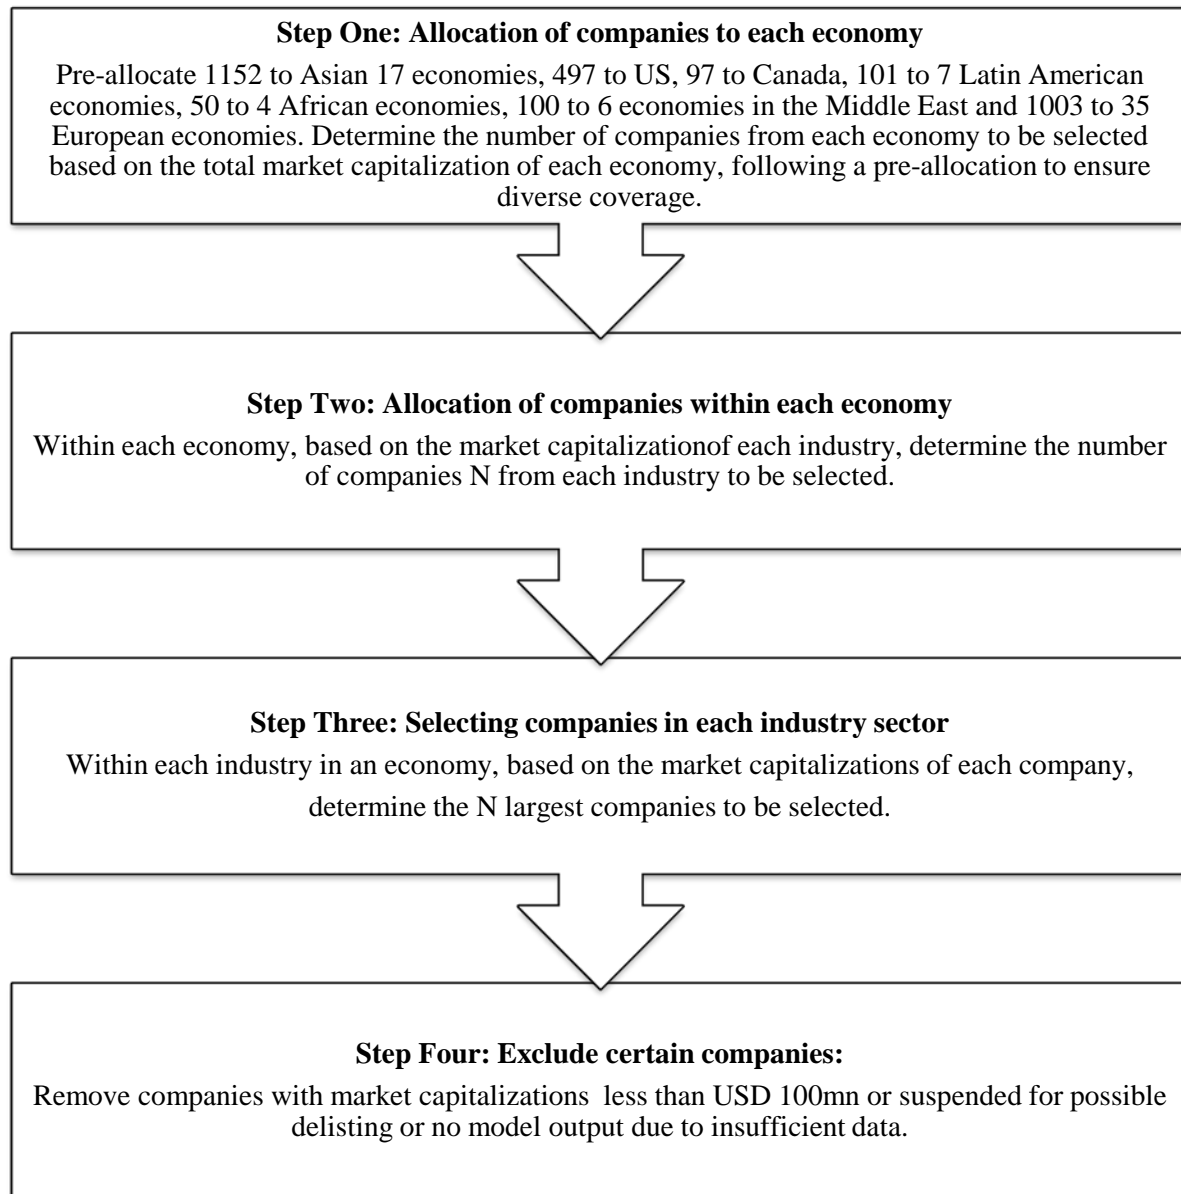 Step One: Allocation of companies to each economy
Pre-allocate 1152 to Asian 17 economies, 497 to US, 97 to Canada, 101 to 7 Latin American
economies, 50 to 4 African economies, 100 to 6 economies in the Middle East and 1003 to 35
European economies. Determine the number of companies from each economy to be selected
based on the total market capitalization of each economy, following a pre-allocation to ensure
diverse coverage.
Step Two: Allocation of companies within each economy
Within each economy, based on the market capitalizationof each industry, determine the number
of companies N from each industry to be selected.
Step Three: Selecting companies in each industry sector
Within each industry in an economy, based on the market capitalizations of each company,
determine the N largest companies to be selected.
Step Four: Exclude certain companies:
Remove companies with market capitalizations less than USD 100mn or suspended for possible
delisting or no model output due to insufficient data.